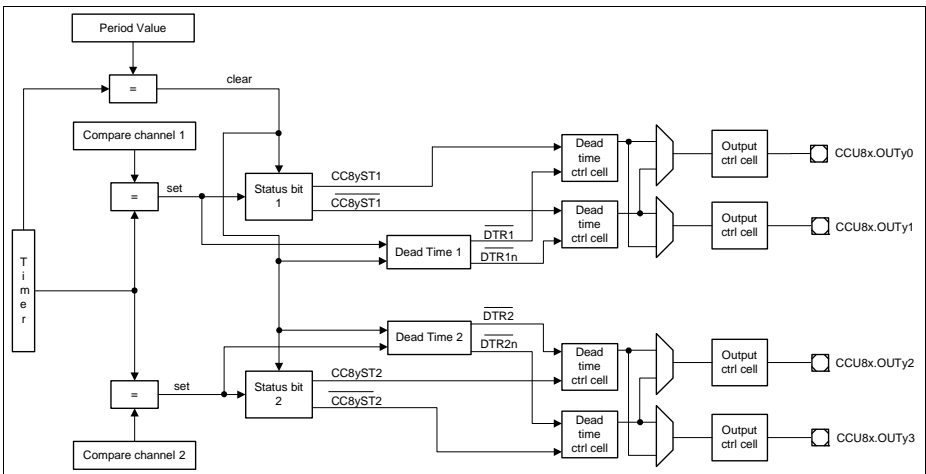 Period Value
=
clear
Compare channel 1
=
set
Status bit
1
CC8yST1
CC8yST1
Dead
time
ctrl cell
Dead
time
ctrl cell
Output
ctrl cell
CCU8x.OUTy0
Output
ctrl cell
CCU8x.OUTy1
Dead Time 1
DTR1
DTR1n
Timer
Dead Time 2
DTR2
DTR2n
=
set
Status bit
2
CC8yST2
CC8yST2
Dead
time
ctrl cell
Dead
time
ctrl cell
Output
ctrl cell
CCU8x.OUTy2
Output
ctrl cell
CCU8x.OUTy3
Compare channel 2